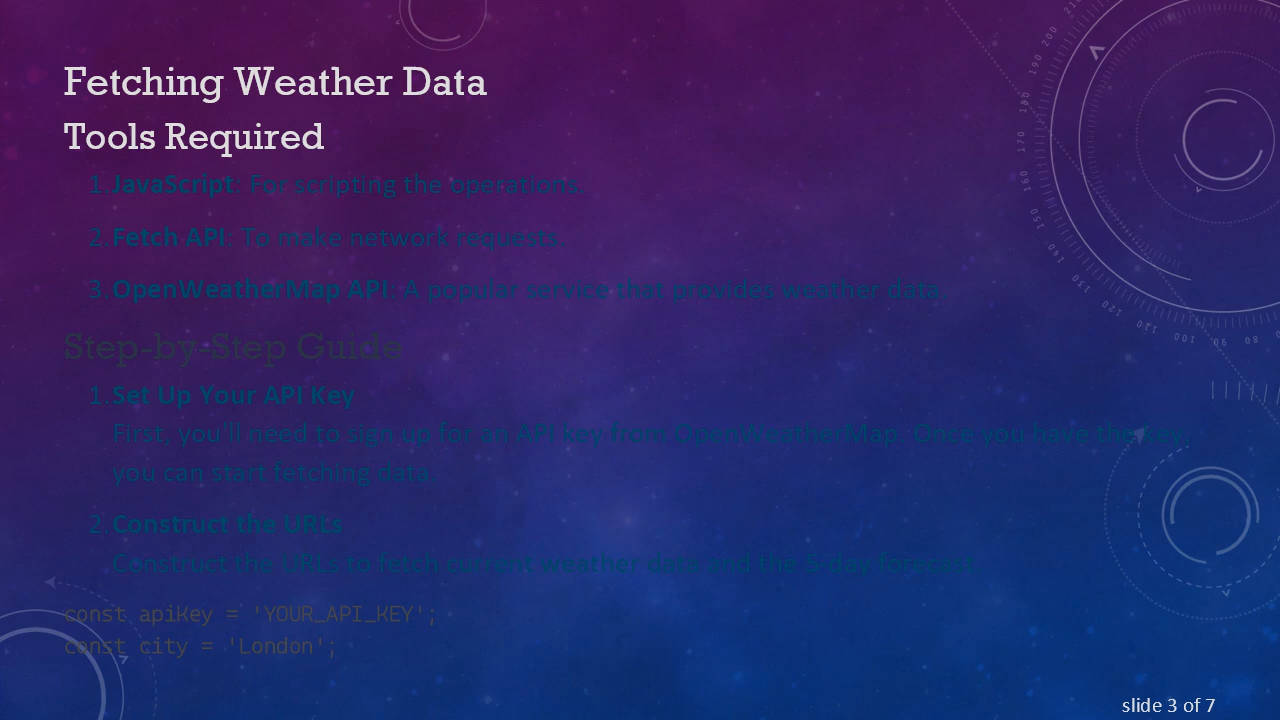 Fetching Weather Data
Tools Required
1. JavaScript: For scripting the operations.
2. Fetch API: To make network requests.
3. OpenWeatherMap API: A popular service that provides weather data.
Step-by-Step Guide
1. Set Up Your API Key
First, you'll need to sign up for an API key from OpenWeatherMap. Once you have the key,
you can start fetching data.
2. Construct the URLs
Construct the URLs to fetch current weather data and the 5-day forecast.
const apiKey = 'YOUR_API_KEY';
const city = 'London';
slide 3 of 7